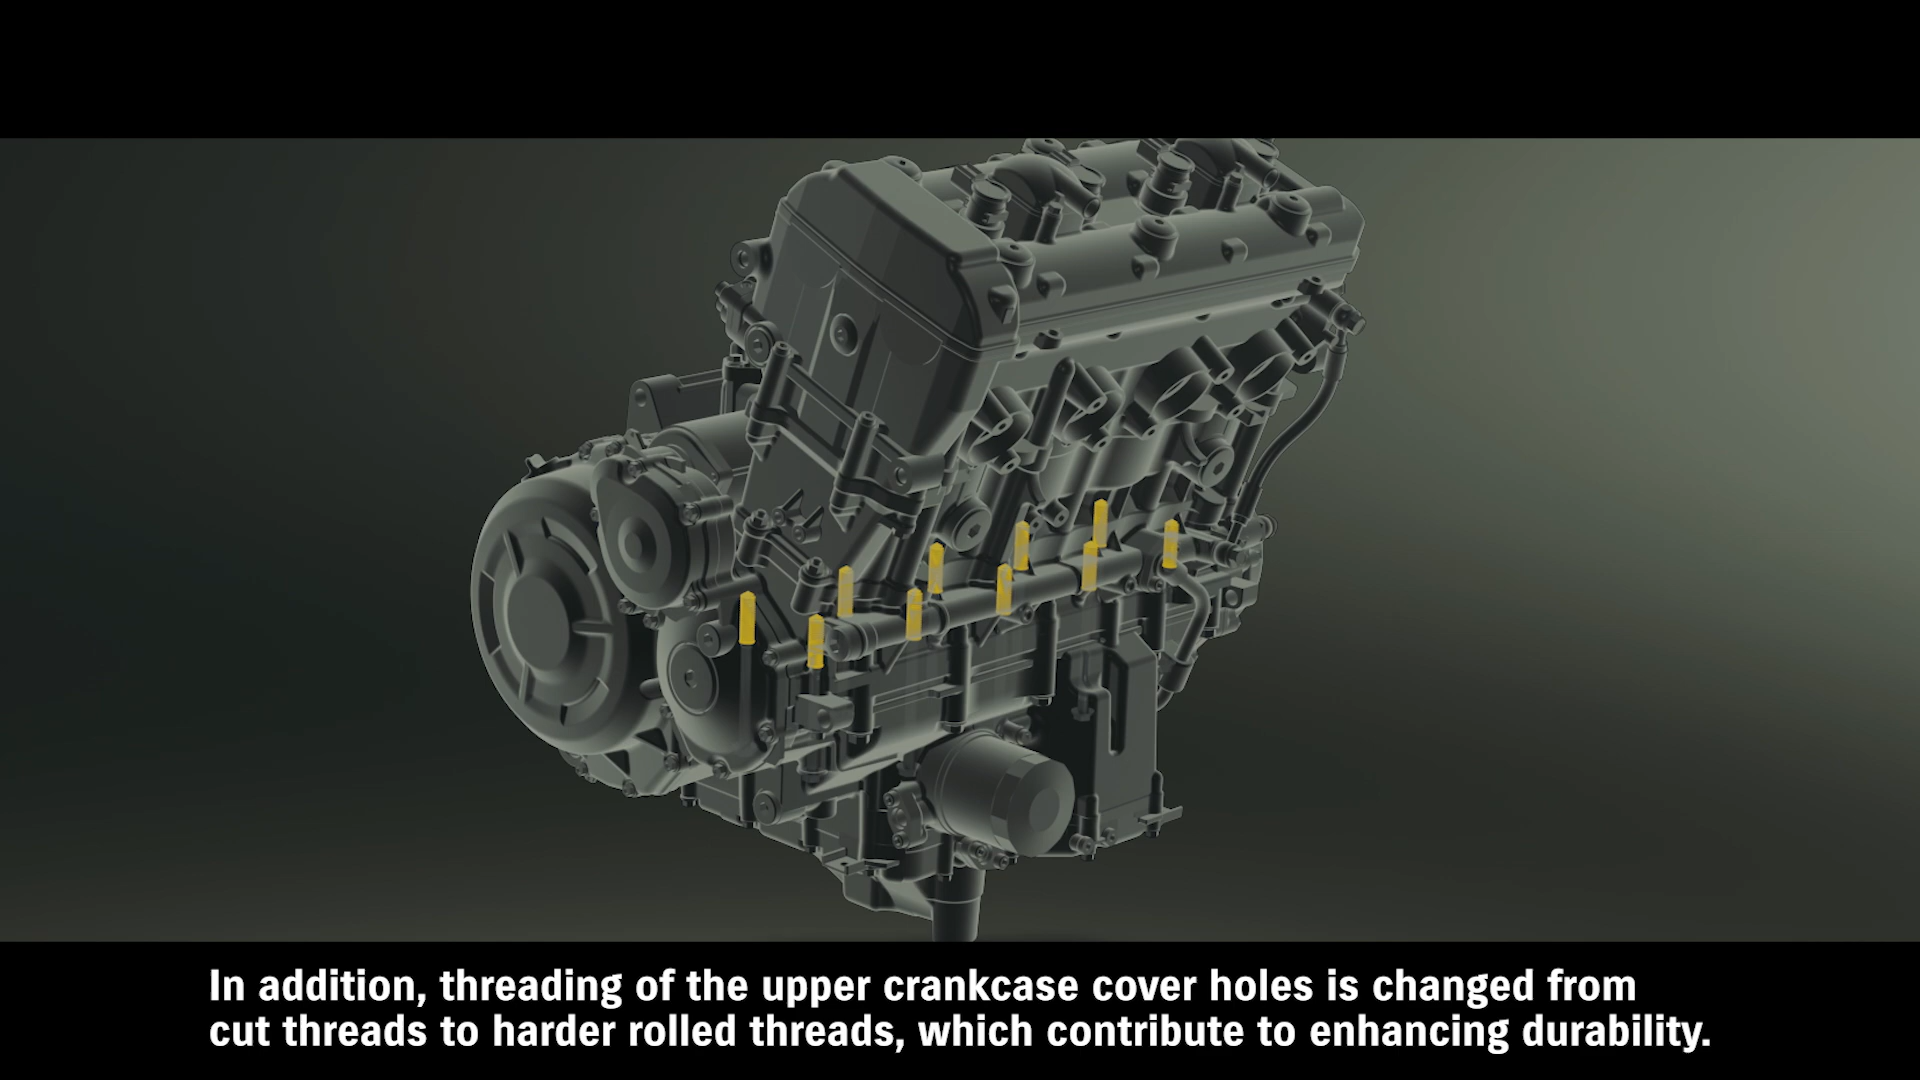 In addition, threading of the upper crankcase cover holes is changed from
cut threads to harder rolled threads, which contribute to enhancing durability.